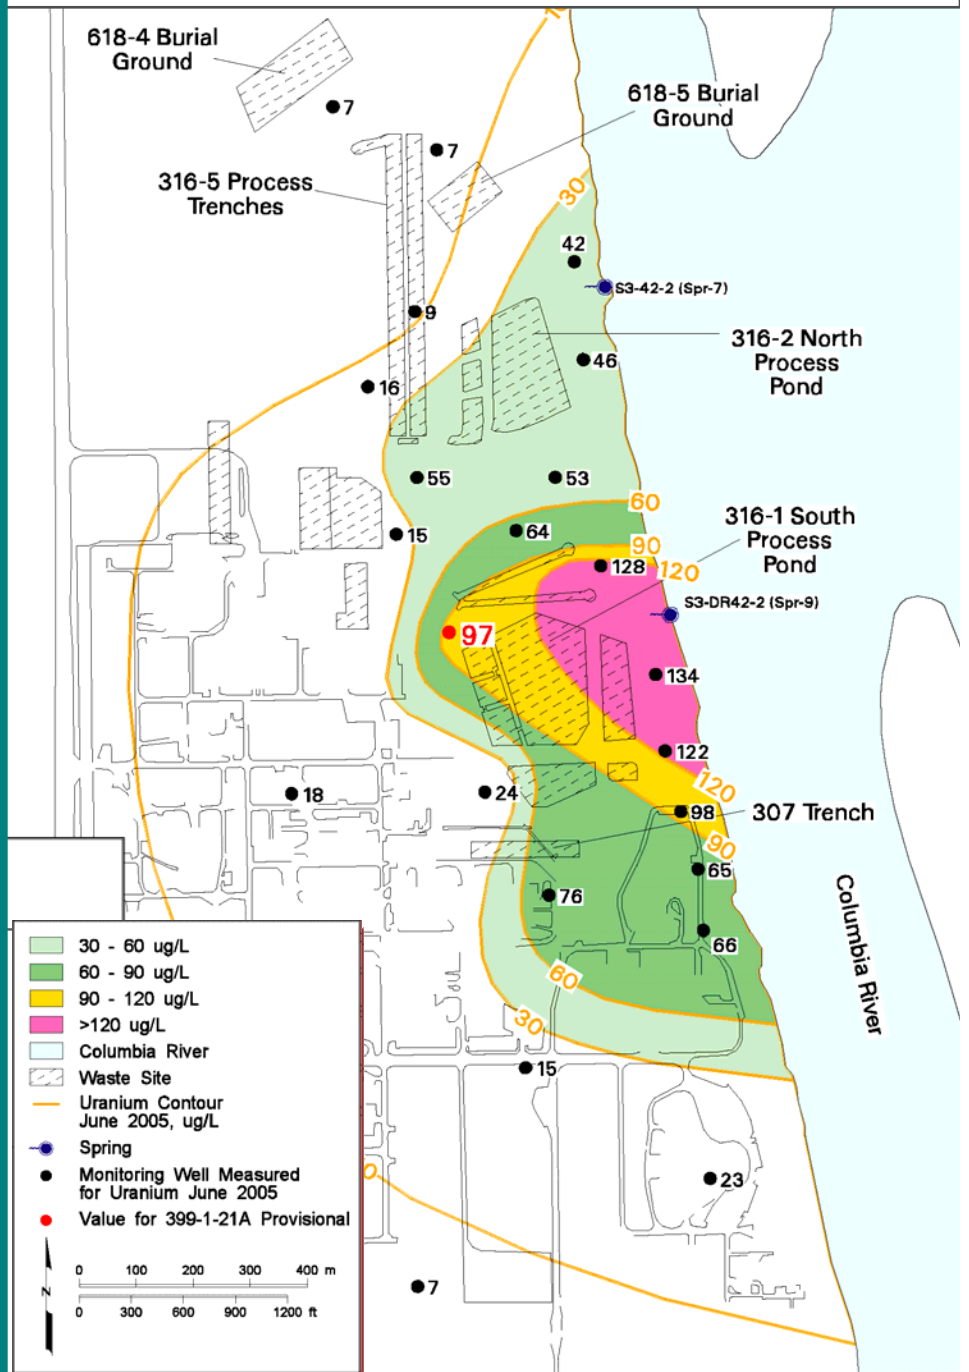 10
618-4 Burial
Ground
7
618-5 Burial
Ground
7
316-5 Process
Trenches
30
42
S3-42-2 (Spr-7)
9
316-2 North
Process
Pond
46
16
55
53
60
316-1 South
Process
Pond
64
15
90
128
120
S3-DR42-2 (Spr-9)
97
134
122
120
18
24
98
307 Trench
90
65
76
66
Columbia River
60
30
15
23
7
30 - 60 ug/L
60 - 90 ug/L
90 - 120 ug/L
>120 ug/L
Columbia River
Waste Site
Uranium Contour
June 2005, ug/L
Spring
Monitoring Well Measured
for Uranium June 2005
Value for 399-1-21A Provisional
N
0 100 200 300 400 m
0 300 600 900 1200 ft